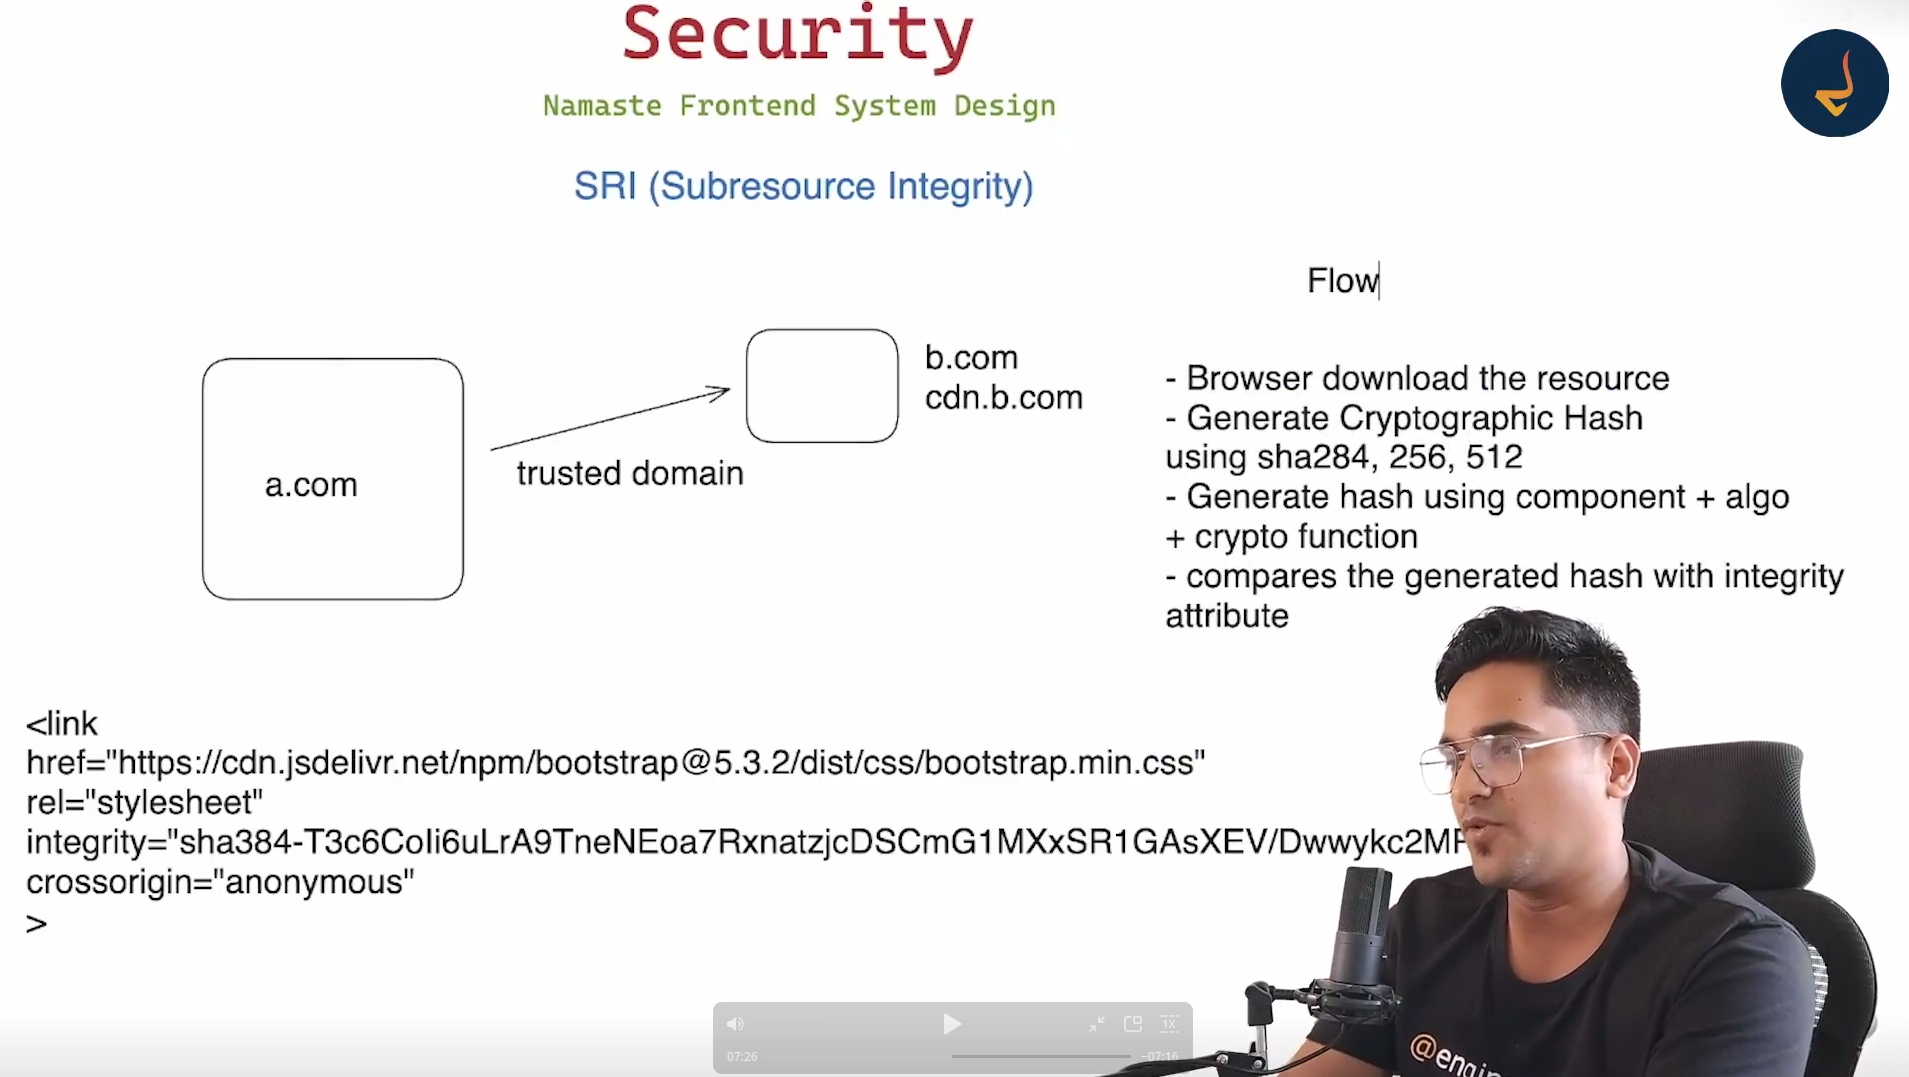 Security
Namaste Frontend System Design
SRI (Subresource Integrity)
Flow
b.com
cdn.b.com
a.com
trusted domain
- Browser download the resource
- Generate Cryptographic Hash
using sha284, 256, 512
- Generate hash using component + algo
+ crypto function
- compares the generated hash with integrity
attribute
<link
href="https://cdn.jsdelivr.net/npm/bootstrap@5.3.2/dist/css/bootstrap.min.css"
rel="stylesheet"
integrity="sha384-T3c6CoIi6uLrA9TneNEoa7RxnatzjcDSCmG1MXxSR1GAsXEV/Dwwykc2MP
crossorigin="anonymous"
>
1X
07:26
-07:16